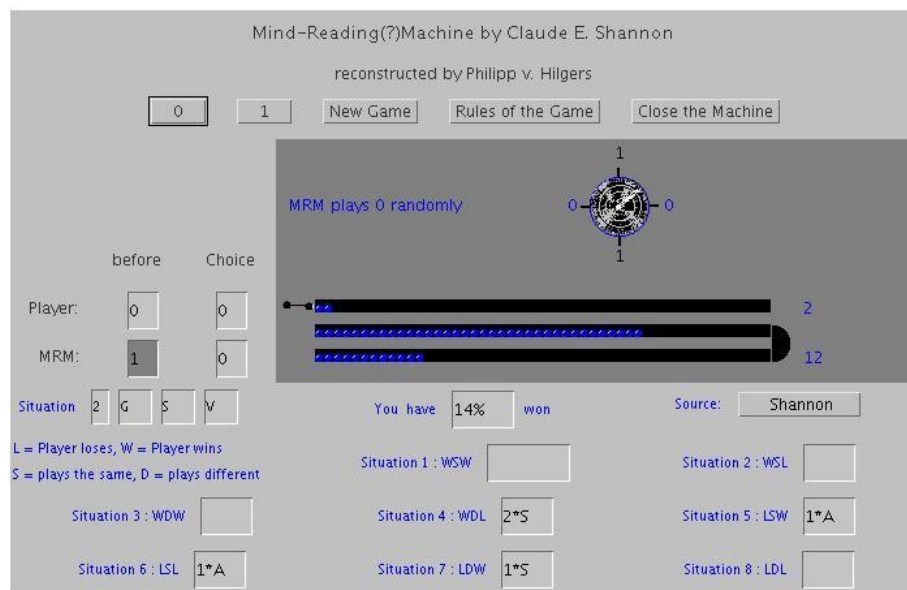 Mind-Reading(?)Machine by Claude E. Shannon
reconstructed by Philipp v. Hilgers
0 1 New Game Rules of the Game Close the Machine
1
MRM plays 0 randomly 0 0
1
before Choice
Player: 0 0 2
MRM: 1 0 12
Situation 2 G S V You have 14% won Source: Shannon
L = Player loses, W = Player wins
S = plays the same, D = plays different
Situation 1 : WSW Situation 2 : WSL
Situation 3 : WDW Situation 4 : WDL 2*S Situation 5 : LSW 1*A
Situation 6 : LSL 1*A Situation 7 : LDW 1*S Situation 8 : LDL